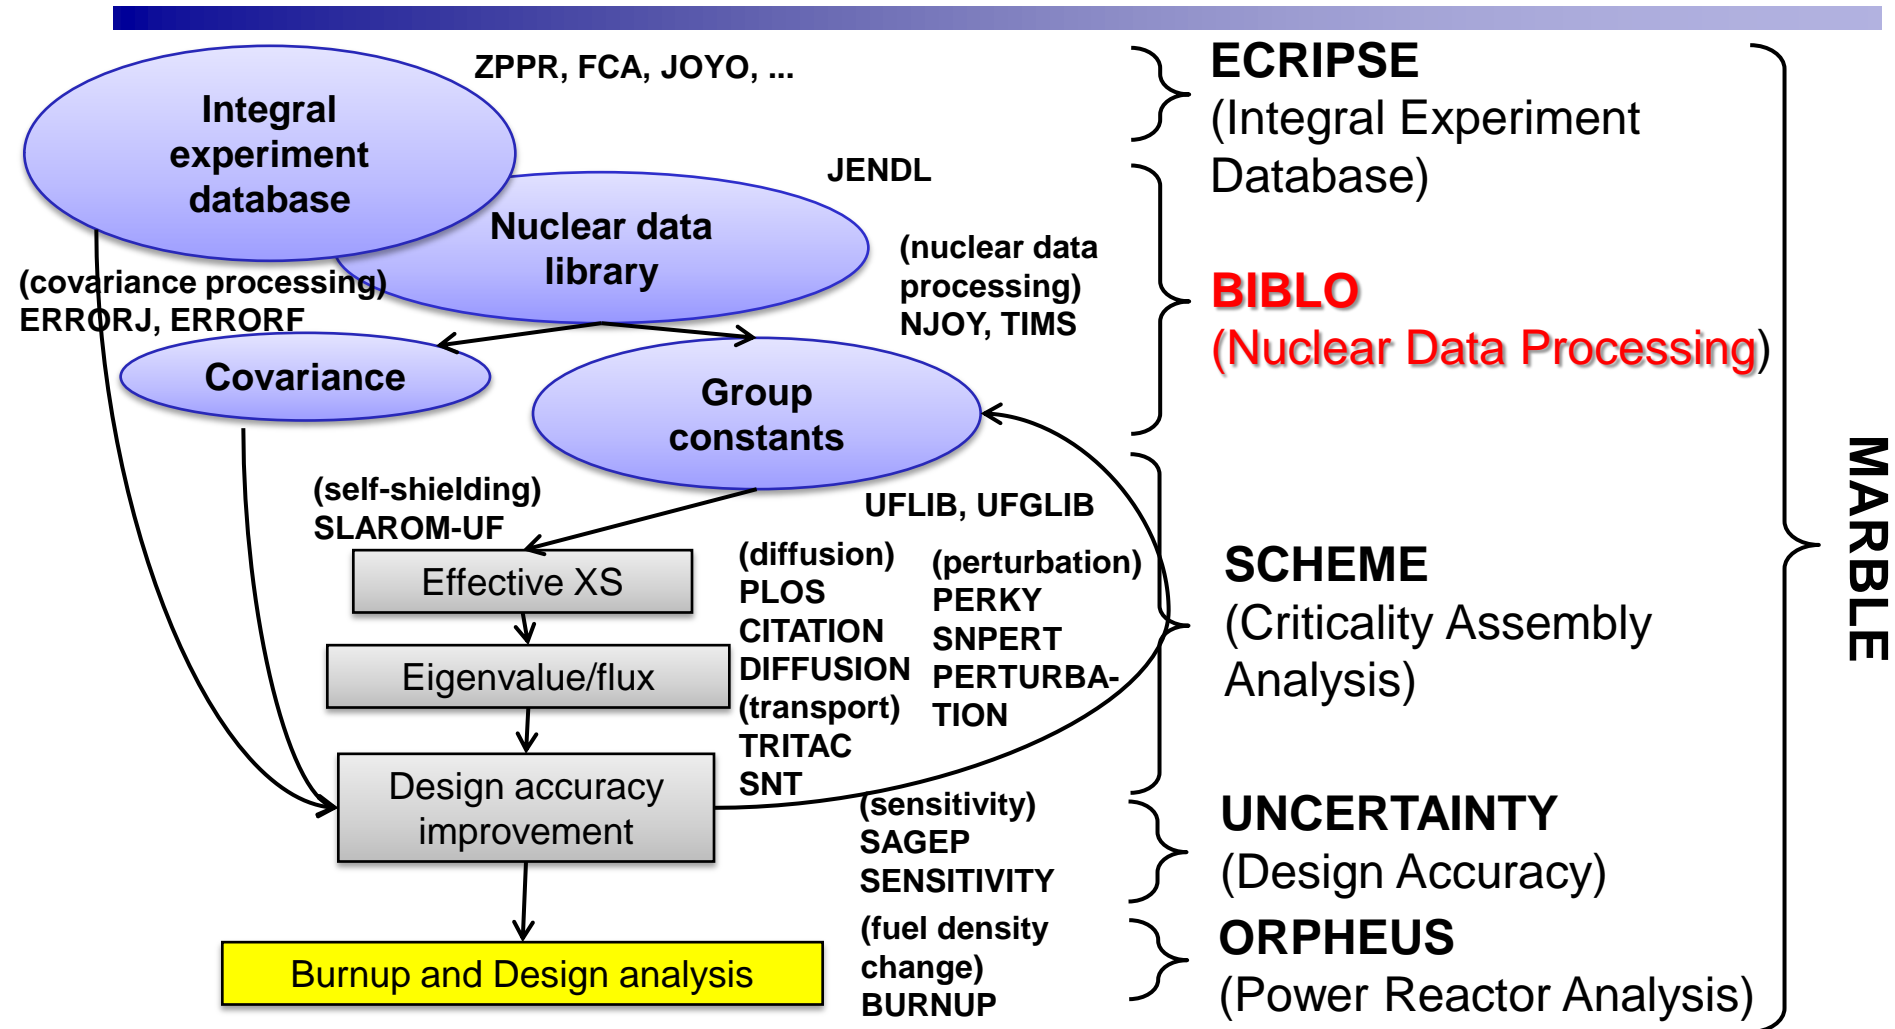 ZPPR, FCA, JOYO, ...
Integral
experiment
database
JENDL
Nuclear data
library
(covariance processing)
ERRORJ, ERRORF
(nuclear data
processing)
NJOY, TIMS
Covariance
Group
constants
(self-shielding)
SLAROM-UF
UFLIB, UFGLIB
Effective XS
Eigenvalue/flux
(diffusion)
PLOS
CITATION
DIFFUSION
(transport)
TRITAC
SNT
(perturbation)
PERKY
SNPERT
PERTURBA-
TION
Design accuracy
improvement
(sensitivity)
SAGEP
SENSITIVITY
Burnup and Design analysis
(fuel density
change)
BURNUP
ECRIPSE
(Integral Experiment
Database)
BIBLO
(Nuclear Data Processing)
SCHEME
(Criticality Assembly
Analysis)
UNCERTAINTY
(Design Accuracy)
ORPHEUS
(Power Reactor Analysis)
MARBLE